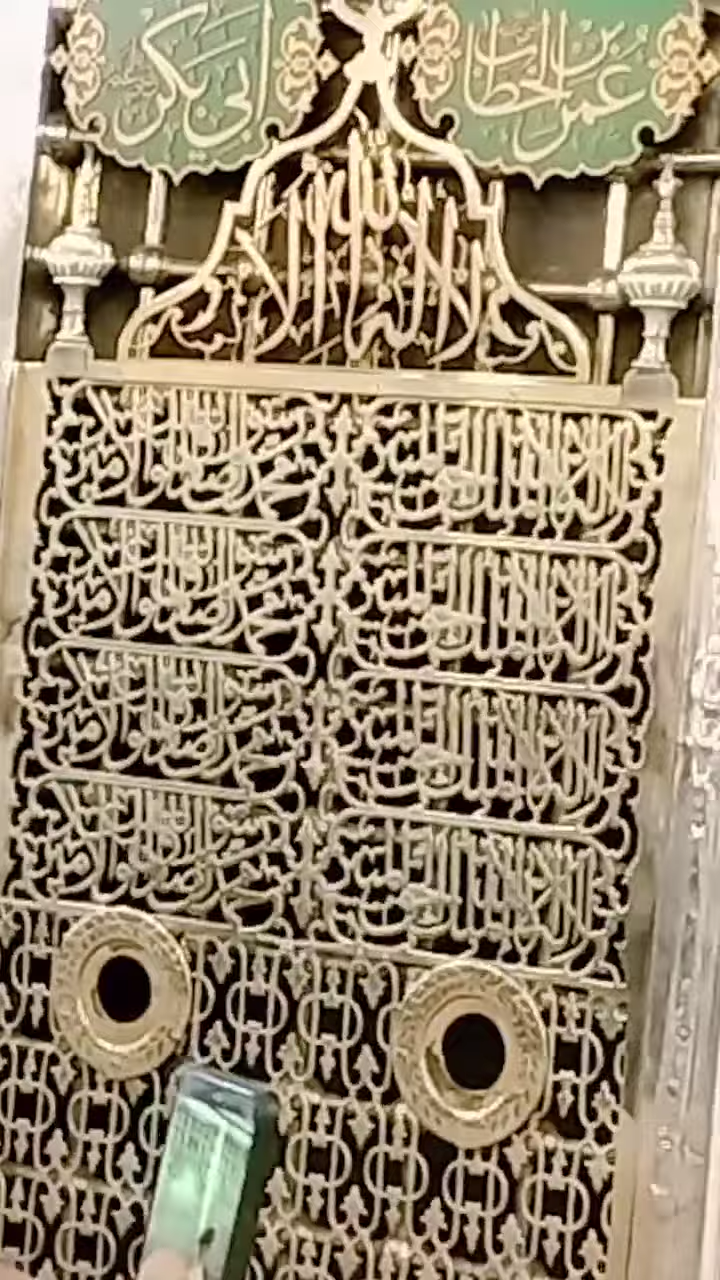 أبي بكر
عمر بن الخطاب
لا إله إلا الله
لا إله إلا الله الملك الحق المبين محمد رسول الله صادق الوعد الأمين
لا إله إلا الله الملك الحق المبين محمد رسول الله صادق الوعد الأمين
لا إله إلا الله الملك الحق المبين محمد رسول الله صادق الوعد الأمين
لا إله إلا الله الملك الحق المبين محمد رسول الله صادق الوعد الأمين